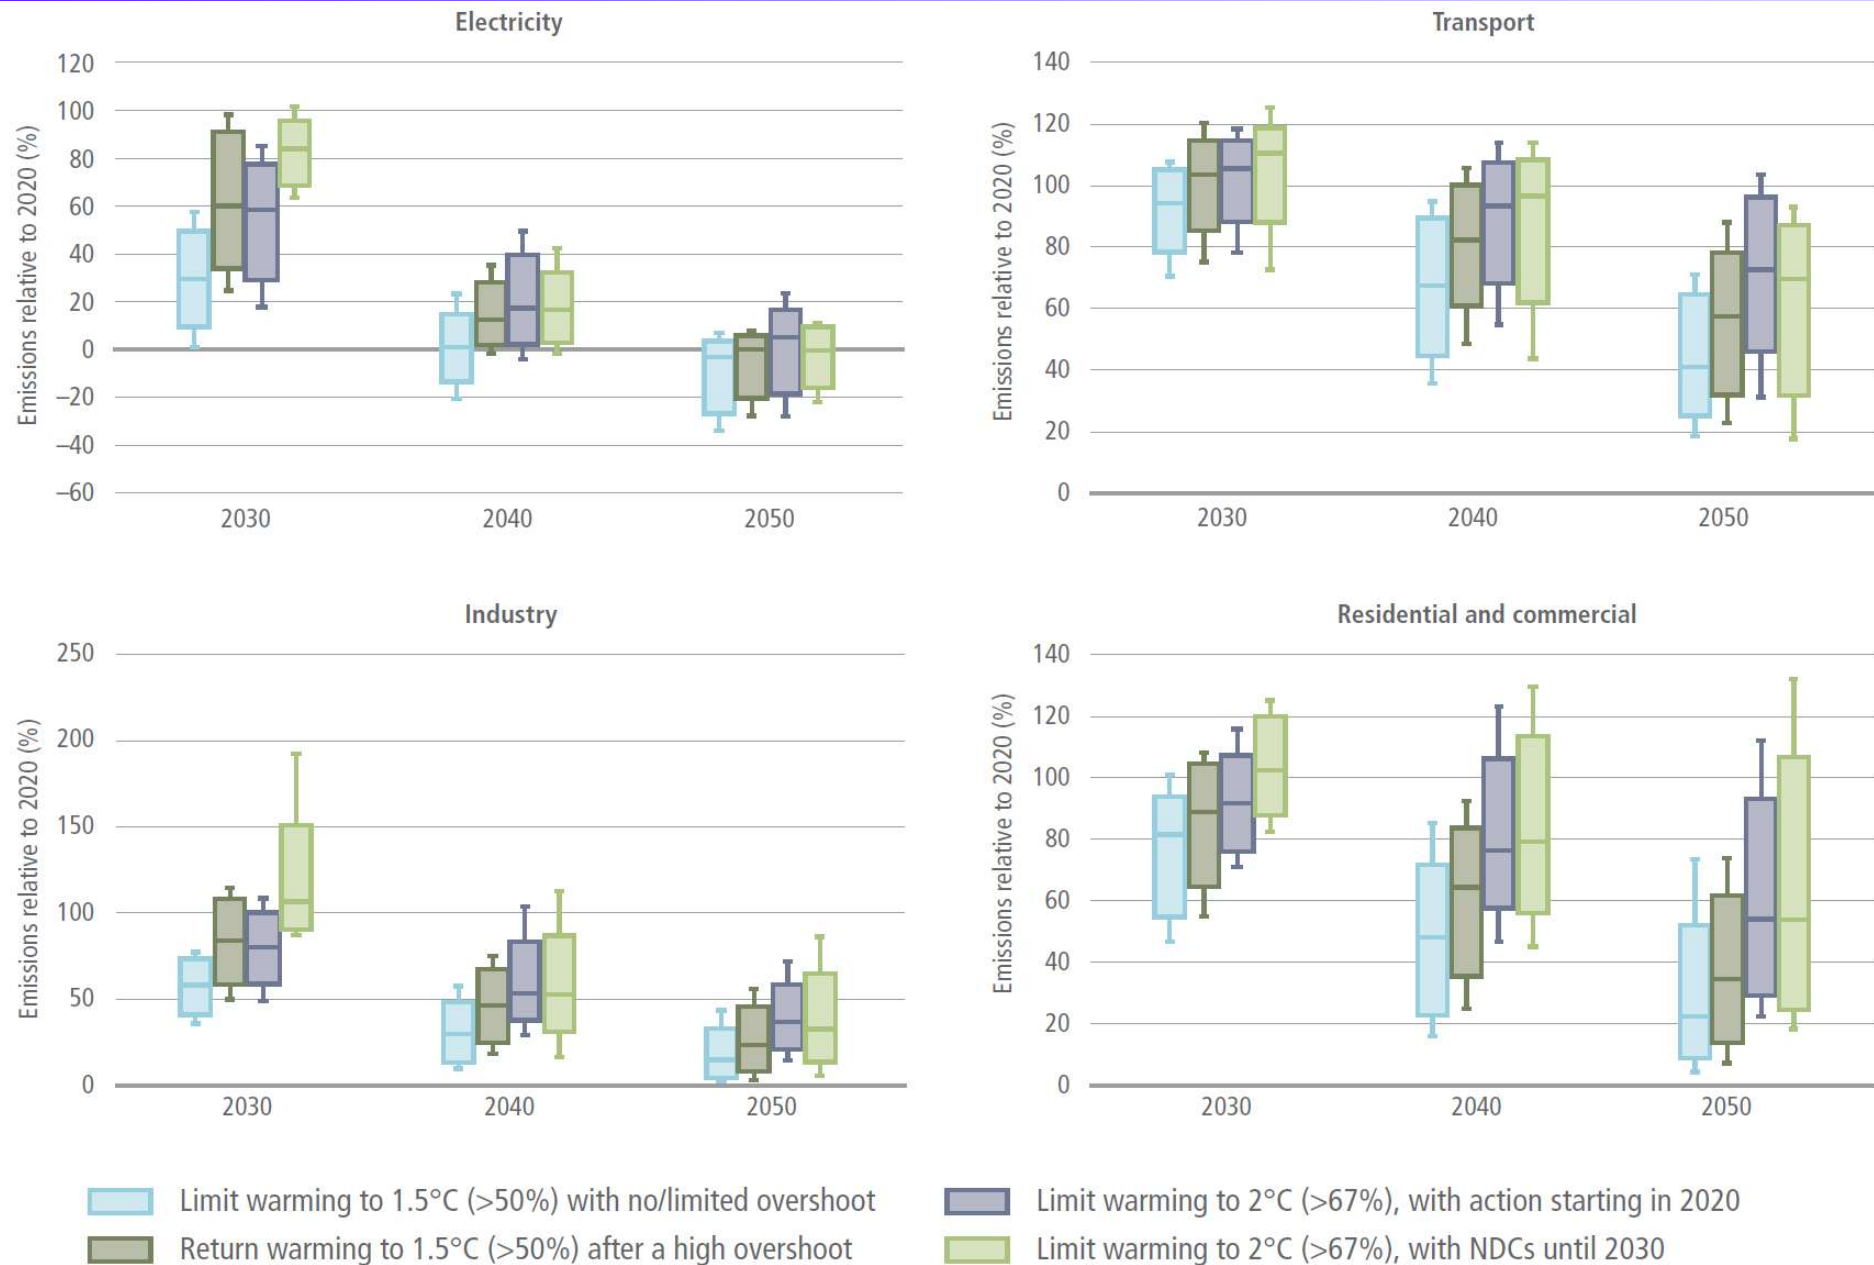 Electricity
Emissions relative to 2020 (%)
120
100
80
60
40
20
0
–20
–40
–60
2030 2040 2050
Transport
Emissions relative to 2020 (%)
140
120
100
80
60
40
20
0
2030 2040 2050
Industry
Emissions relative to 2020 (%)
250
200
150
100
50
0
2030 2040 2050
Residential and commercial
Emissions relative to 2020 (%)
140
120
100
80
60
40
20
0
2030 2040 2050
Limit warming to 1.5°C (>50%) with no/limited overshoot
Return warming to 1.5°C (>50%) after a high overshoot
Limit warming to 2°C (>67%), with action starting in 2020
Limit warming to 2°C (>67%), with NDCs until 2030